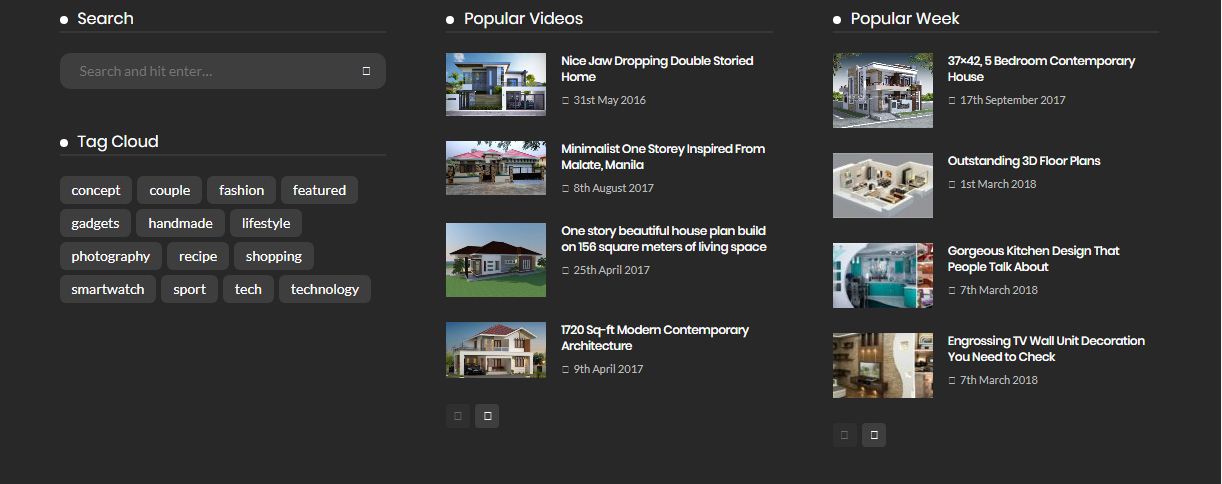 Search
Search and hit enter...
Tag Cloud
concept couple fashion featured
gadgets handmade lifestyle
photography recipe shopping
smartwatch sport tech technology
Popular Videos
Nice Jaw Dropping Double Storied
Home
31st May 2016
Minimalist One Storey Inspired From
Malate, Manila
8th August 2017
One story beautiful house plan build
on 156 square meters of living space
25th April 2017
1720 Sq-ft Modern Contemporary
Architecture
9th April 2017
Popular Week
37×42, 5 Bedroom Contemporary
House
17th September 2017
Outstanding 3D Floor Plans
1st March 2018
Gorgeous Kitchen Design That
People Talk About
7th March 2018
Engrossing TV Wall Unit Decoration
You Need to Check
7th March 2018